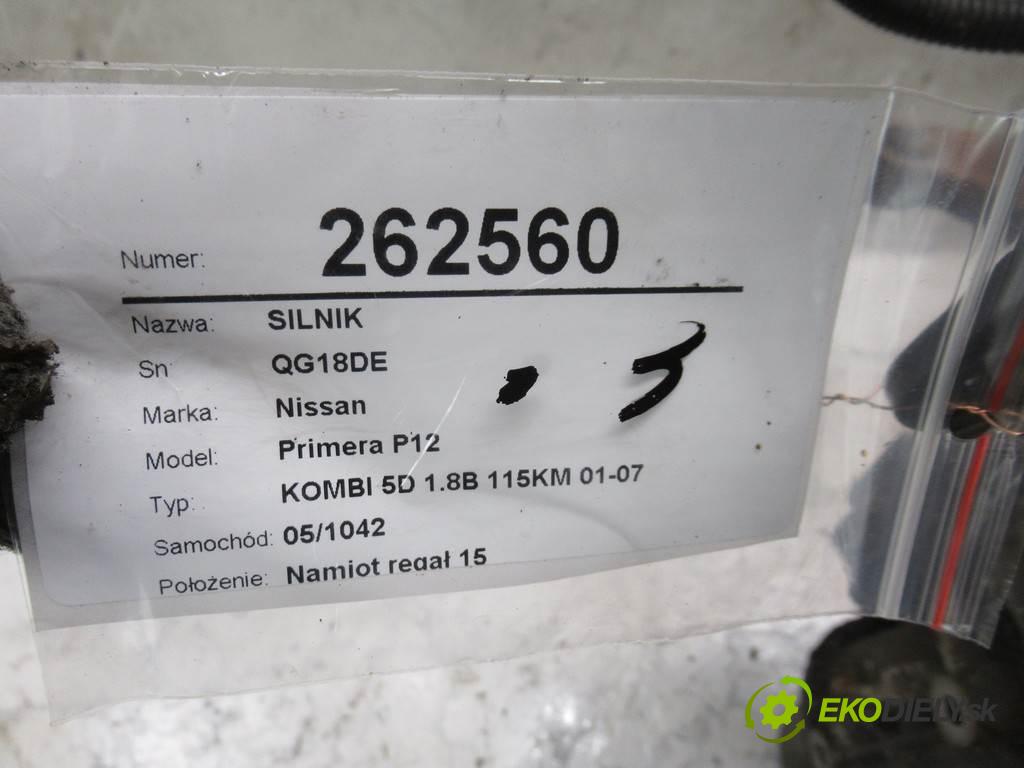 Numer: 262560
Nazwa: SILNIK
Sn: QG18DE
Marka: Nissan
Model: Primera P12
Typ: KOMBI 5D 1.8B 115KM 01-07
Samochód: 05/1042
Położenie: Namiot regał 15
EKODIELY.sk